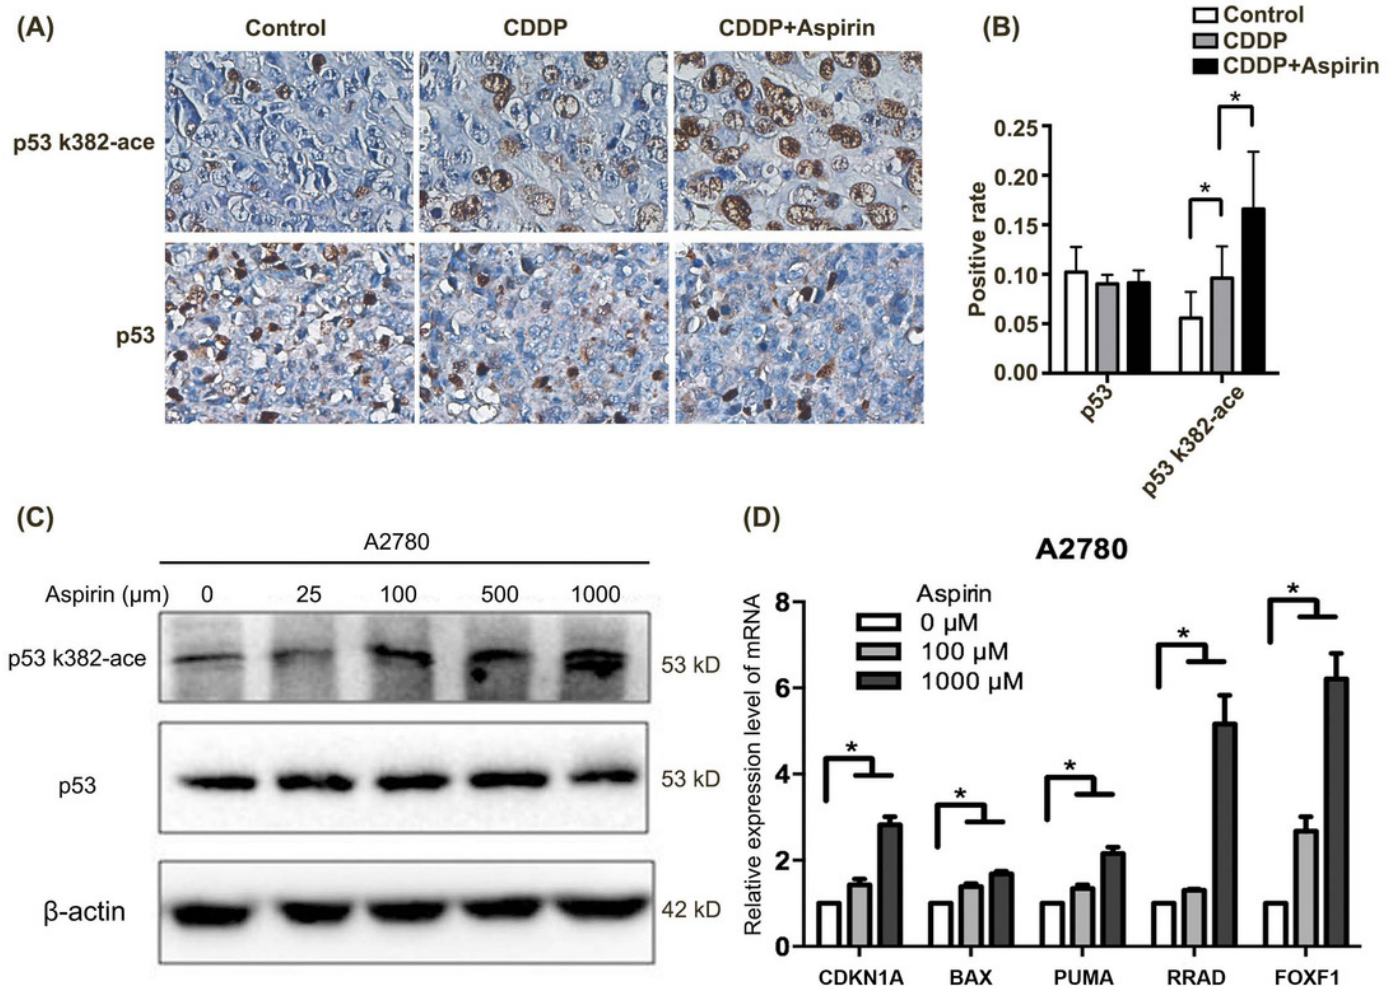 (A)
Control CDDP CDDP+Aspirin
p53 k382-ace
p53
(B)
Control
CDDP
CDDP+Aspirin
*
*
Positive rate
0.25
0.20
0.15
0.10
0.05
0.00
p53
p53 k382-ace
(C)
A2780
Aspirin (μm) 0 25 100 500 1000
p53 k382-ace 53 kD
p53 53 kD
β-actin 42 kD
(D)
A2780
Aspirin
0 μM
100 μM
1000 μM
Relative expression level of mRNA
8
6
4
2
0
* * * * *
CDKN1A BAX PUMA RRAD FOXF1